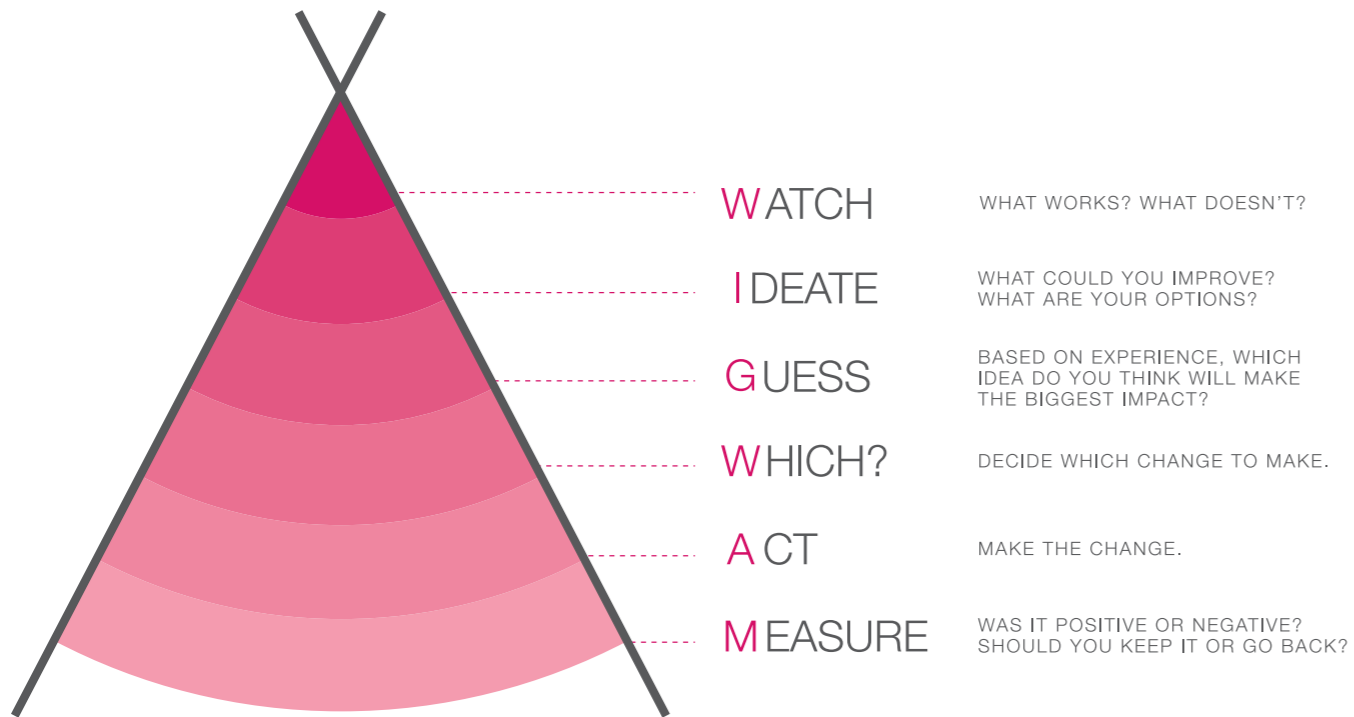 WATCH
WHAT WORKS? WHAT DOESN'T?
IDEATE
WHAT COULD YOU IMPROVE?
WHAT ARE YOUR OPTIONS?
GUESS
BASED ON EXPERIENCE, WHICH
IDEA DO YOU THINK WILL MAKE
THE BIGGEST IMPACT?
WHICH?
DECIDE WHICH CHANGE TO MAKE.
ACT
MAKE THE CHANGE.
MEASURE
WAS IT POSITIVE OR NEGATIVE?
SHOULD YOU KEEP IT OR GO BACK?